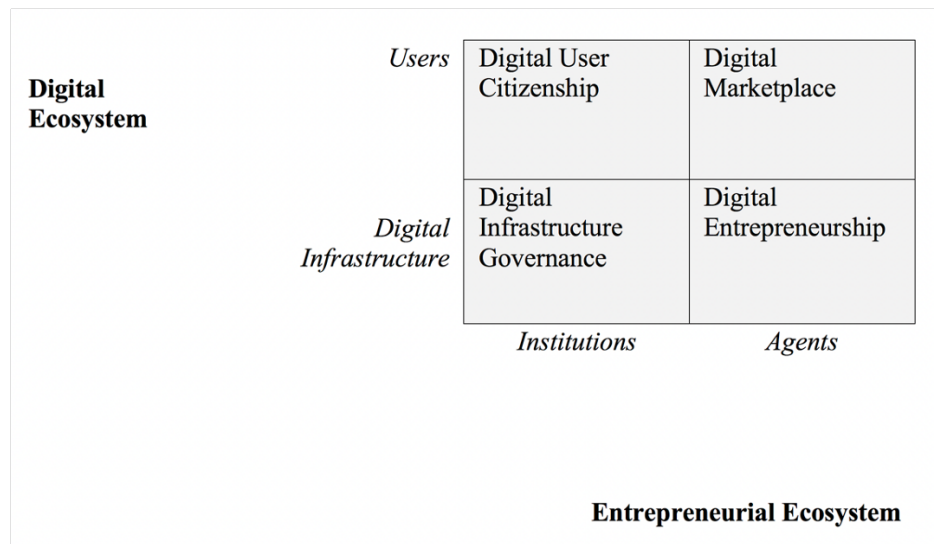 Users
Digital User
Citizenship
Digital
Marketplace
Digital
Ecosystem
Digital
Infrastructure
Digital
Infrastructure
Governance
Digital
Entrepreneurship
Institutions
Agents
Entrepreneurial Ecosystem